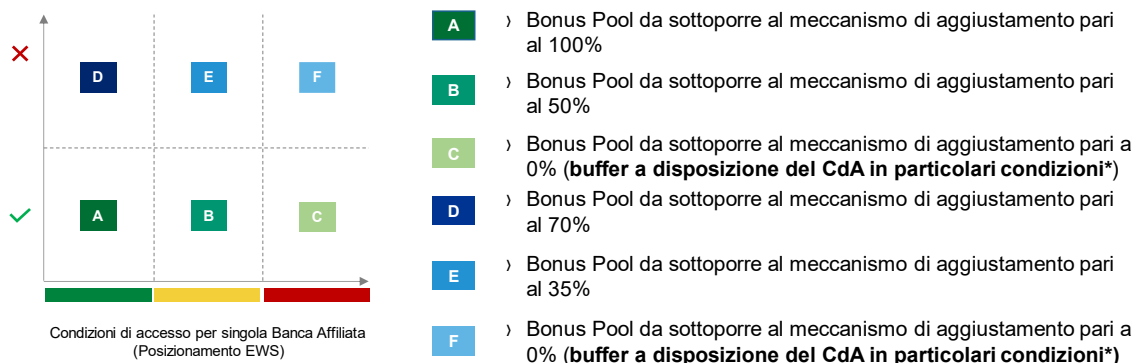 D
E
F
A
B
C
Condizioni di accesso per singola Banca Affiliata
(Posizionamento EWS)
A
› Bonus Pool da sottoporre al meccanismo di aggiustamento pari
al 100%
B
› Bonus Pool da sottoporre al meccanismo di aggiustamento pari
al 50%
C
› Bonus Pool da sottoporre al meccanismo di aggiustamento pari a
0% (buffer a disposizione del CdA in particolari condizioni*)
D
› Bonus Pool da sottoporre al meccanismo di aggiustamento pari
al 70%
E
› Bonus Pool da sottoporre al meccanismo di aggiustamento pari
al 35%
F
› Bonus Pool da sottoporre al meccanismo di aggiustamento pari a
0% (buffer a disposizione del CdA in particolari condizioni*)